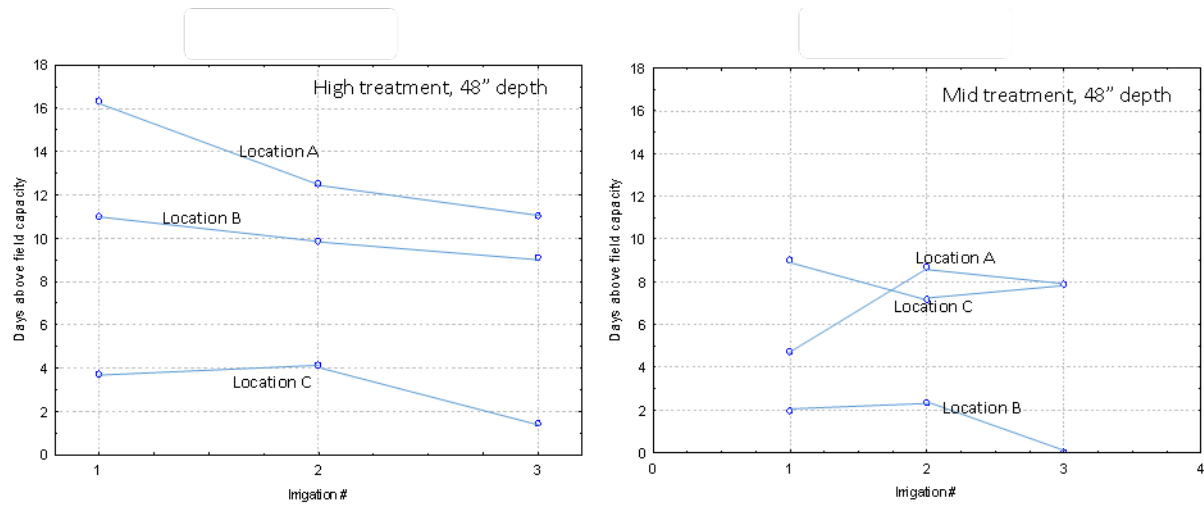 18
16
14
12
10
8
6
4
2
0
Days above field capacity
High treatment, 48” depth
Location A
Location B
Location C
1 2 3
Irrigation #
18
16
14
12
10
8
6
4
2
0
Days above field capacity
Mid treatment, 48” depth
Location A
Location C
Location B
0 1 2 3 4
Irrigation #